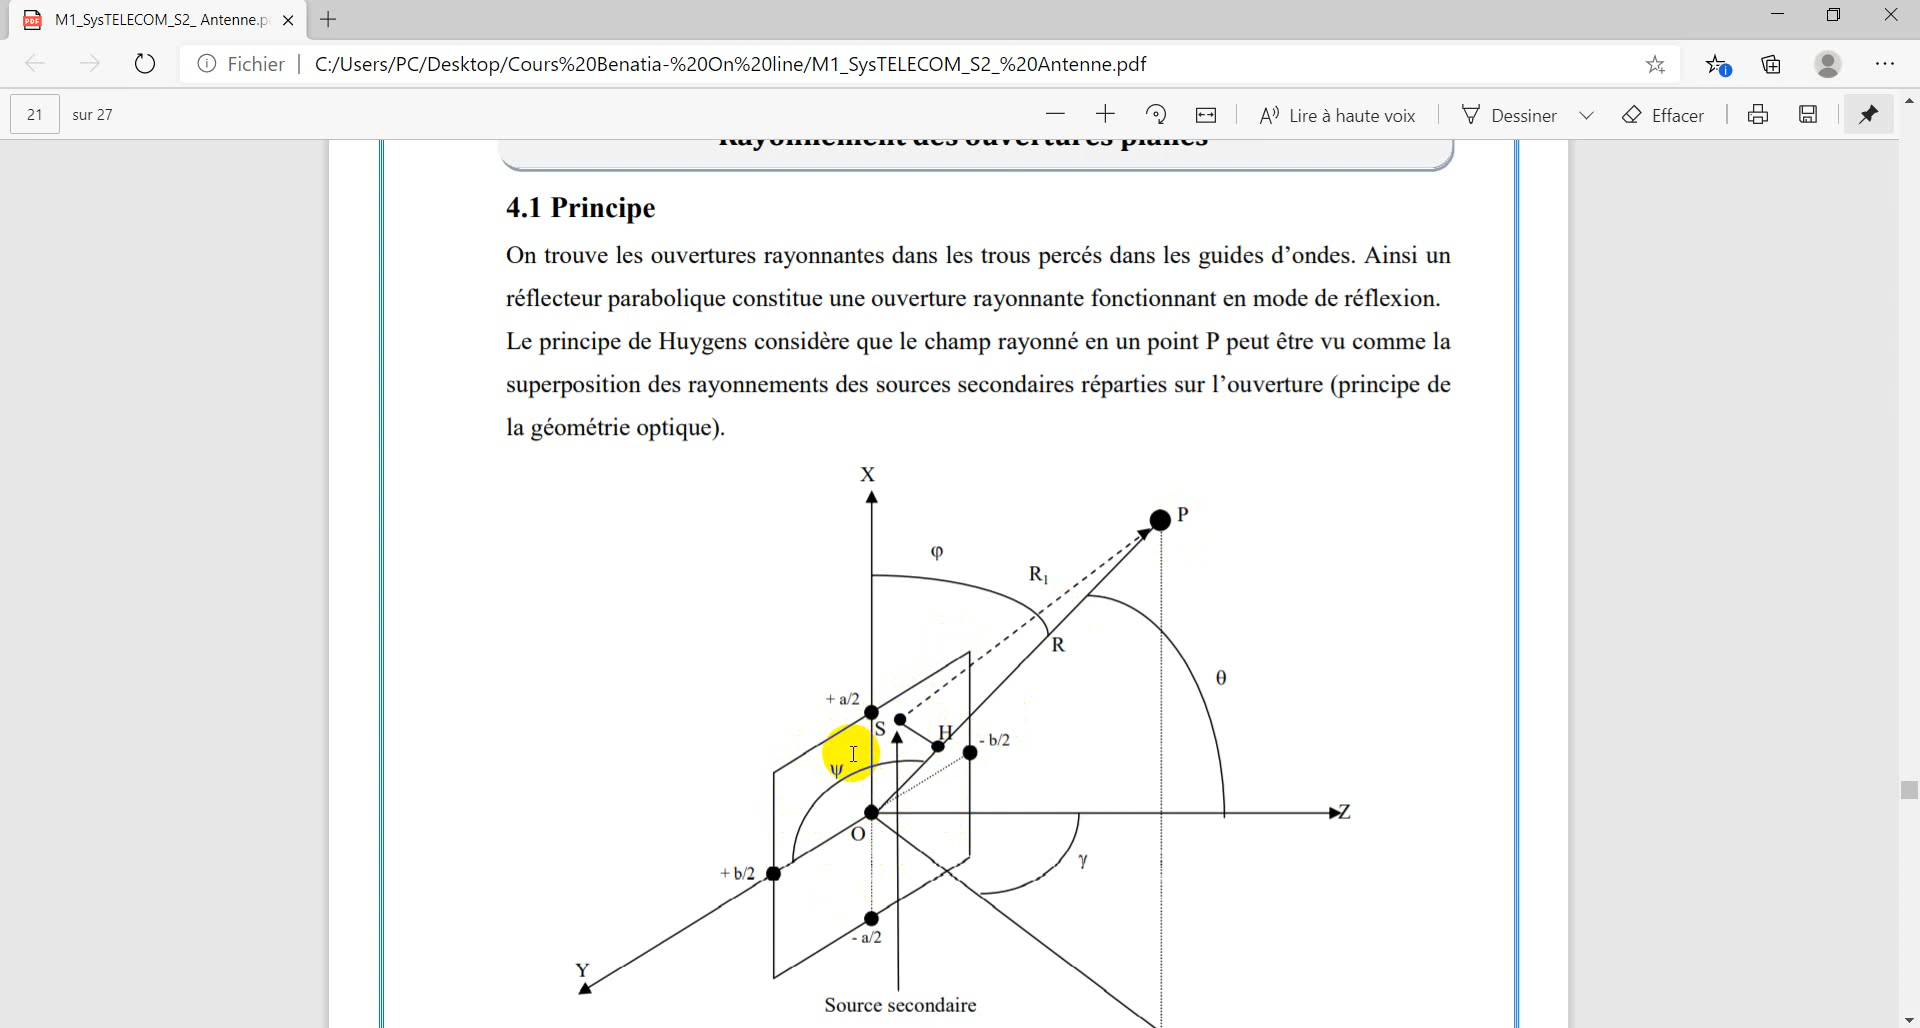 M1_SysTELECOM_S2_ Antenne.p
Fichier
C:/Users/PC/Desktop/Cours%20Benatia-%20On%20line/M1_SysTELECOM_S2_%20Antenne.pdf
21 sur 27
Lire à haute voix
Dessiner
Effacer
Rayonnement des ouvertures planes
4.1 Principe
On trouve les ouvertures rayonnantes dans les trous percés dans les guides d'ondes. Ainsi un
réflecteur parabolique constitue une ouverture rayonnante fonctionnant en mode de réflexion.
Le principe de Huygens considère que le champ rayonné en un point P peut être vu comme la
superposition des rayonnements des sources secondaires réparties sur l'ouverture (principe de
la géométrie optique).
X
P
φ
R₁
R
θ
+ a/2
S
H
- b/2
ψ
Z
O
γ
+ b/2
- a/2
Y
Source secondaire